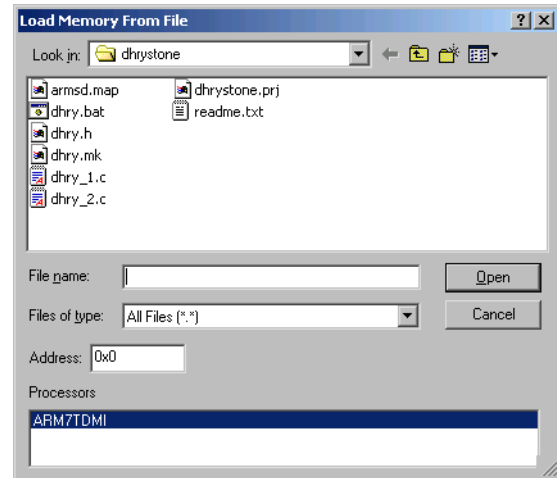 Load Memory From File
Look in: dhrystone
armsd.map
dhry.bat
dhry.h
dhry.mk
dhry_1.c
dhry_2.c
dhrystone.prj
readme.txt
File name:
Open
Files of type: All Files (*.*)
Cancel
Address: 0x0
Processors
ARM7TDMI